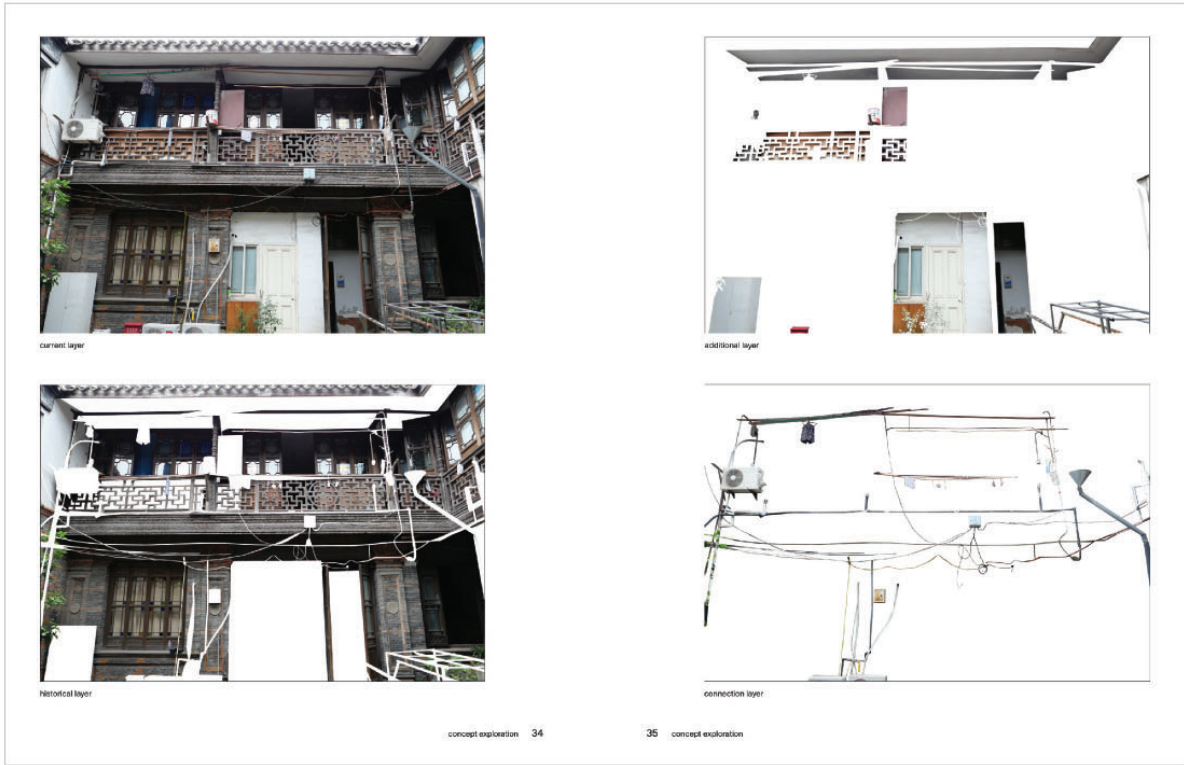 current layer
additional layer
historical layer
connection layer
concept exploration 34
35 concept exploration